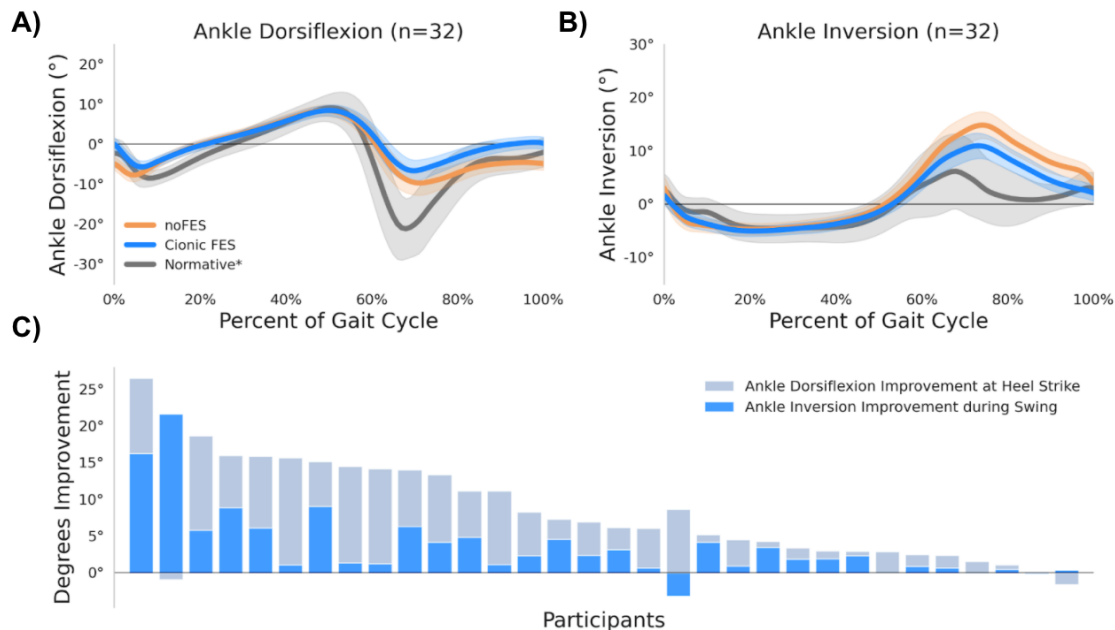 A)
Ankle Dorsiflexion (n=32)
Ankle Dorsiflexion (°)
20°
10°
0°
-10°
-20°
-30°
noFES
Cionic FES
Normative*
0%
20%
40%
60%
80%
100%
Percent of Gait Cycle
B)
Ankle Inversion (n=32)
Ankle Inversion (°)
30°
20°
10°
0°
-10°
0%
20%
40%
60%
80%
100%
Percent of Gait Cycle
C)
Degrees Improvement
25°
20°
15°
10°
5°
0°
Ankle Dorsiflexion Improvement at Heel Strike
Ankle Inversion Improvement during Swing
Participants